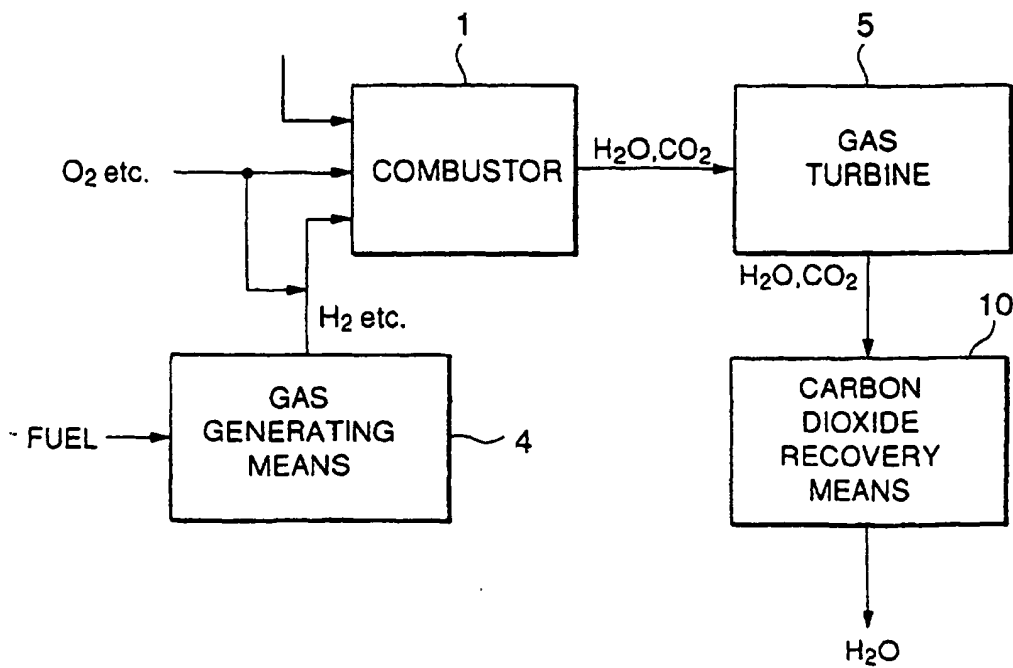 1
5
O₂ etc.
COMBUSTOR
H₂O,CO₂
GAS
TURBINE
H₂O,CO₂
H₂ etc.
10
FUEL
GAS
GENERATING
MEANS
4
CARBON
DIOXIDE
RECOVERY
MEANS
H₂O